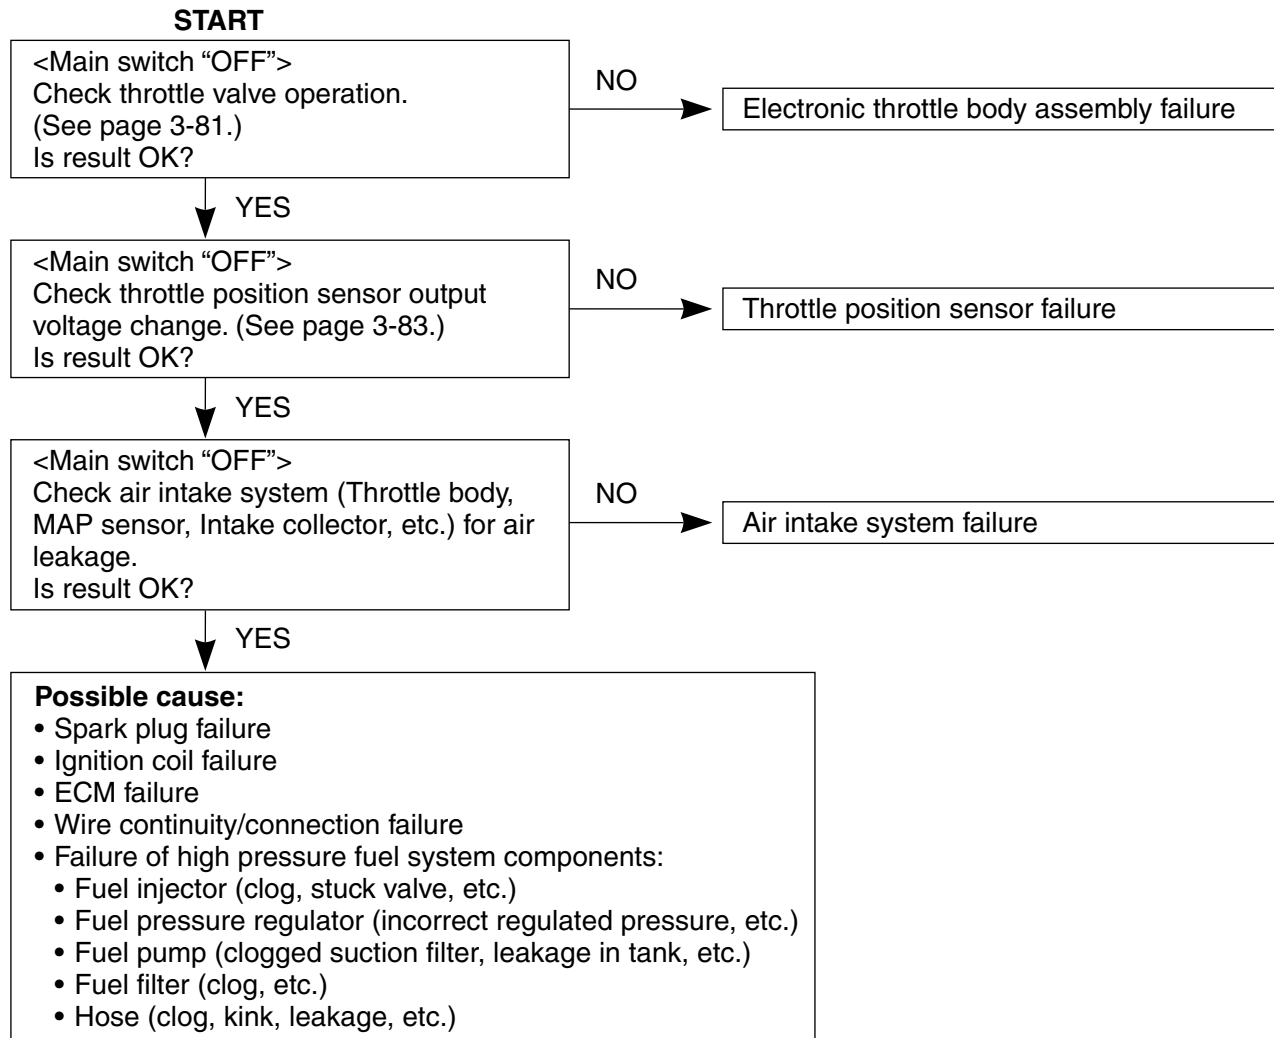 START
<Main switch “OFF”>
Check throttle valve operation.
(See page 3-81.)
Is result OK?
NO
Electronic throttle body assembly failure
YES
<Main switch “OFF”>
Check throttle position sensor output
voltage change. (See page 3-83.)
Is result OK?
NO
Throttle position sensor failure
YES
<Main switch “OFF”>
Check air intake system (Throttle body,
MAP sensor, Intake collector, etc.) for air
leakage.
Is result OK?
NO
Air intake system failure
YES
Possible cause:
• Spark plug failure
• Ignition coil failure
• ECM failure
• Wire continuity/connection failure
• Failure of high pressure fuel system components:
• Fuel injector (clog, stuck valve, etc.)
• Fuel pressure regulator (incorrect regulated pressure, etc.)
• Fuel pump (clogged suction filter, leakage in tank, etc.)
• Fuel filter (clog, etc.)
• Hose (clog, kink, leakage, etc.)